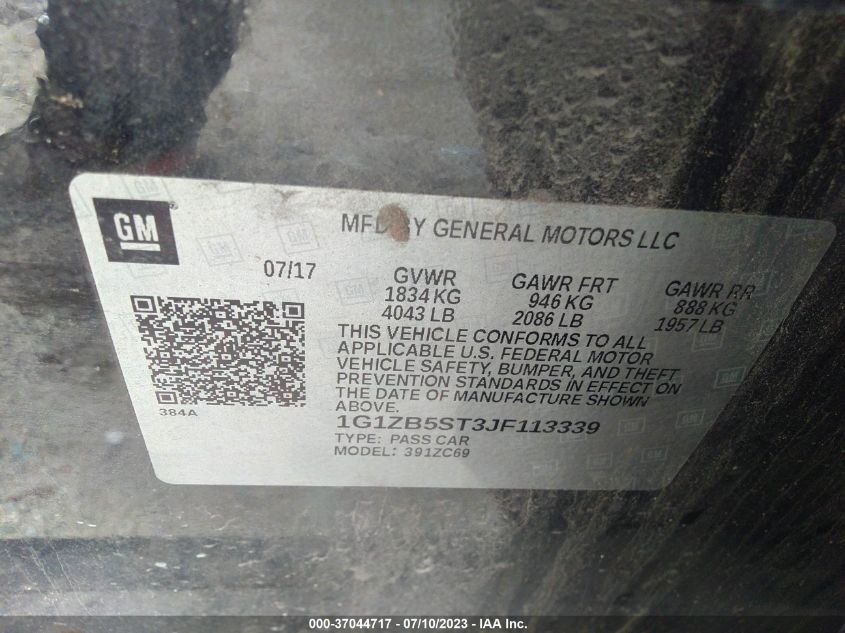 GM
MFD BY GENERAL MOTORS LLC
07/17
GVWR GAWR FRT GAWR RR
1834 KG 946 KG 888 KG
4043 LB 2086 LB 1957 LB
THIS VEHICLE CONFORMS TO ALL
APPLICABLE U.S. FEDERAL MOTOR
VEHICLE SAFETY, BUMPER, AND THEFT
PREVENTION STANDARDS IN EFFECT ON
THE DATE OF MANUFACTURE SHOWN
ABOVE.
384A
1G1ZB5ST3JF113339
TYPE: PASS CAR
MODEL: 391ZC69
000-37044717 - 07/10/2023 - IAA Inc.